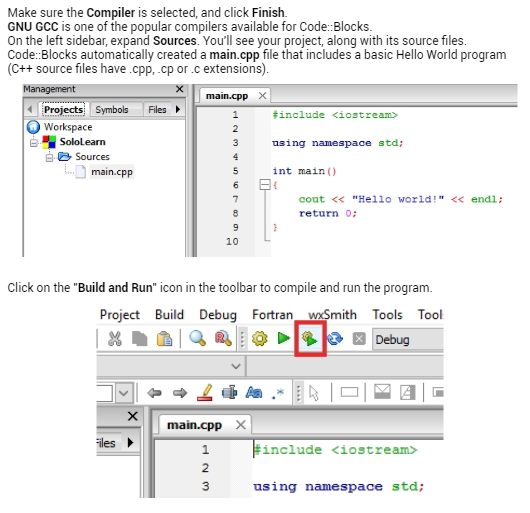 Make sure the Compiler is selected, and click Finish.
GNU GCC is one of the popular compilers available for Code::Blocks.
On the left sidebar, expand Sources. You'll see your project, along with its source files.
Code::Blocks automatically created a main.cpp file that includes a basic Hello World program
(C++ source files have .cpp, .cp or .c extensions).
Management
Projects Symbols Files
Workspace
SoloLearn
Sources
main.cpp
main.cpp
1 #include <iostream>
2
3 using namespace std;
4
5 int main()
6 {
7 cout << "Hello world!" << endl;
8 return 0;
9 }
10
Click on the "Build and Run" icon in the toolbar to compile and run the program.
Project Build Debug Fortran wxSmith Tools Tool
Debug
Aa .*
iles
main.cpp
1 #include <iostream>
2
3 using namespace std;